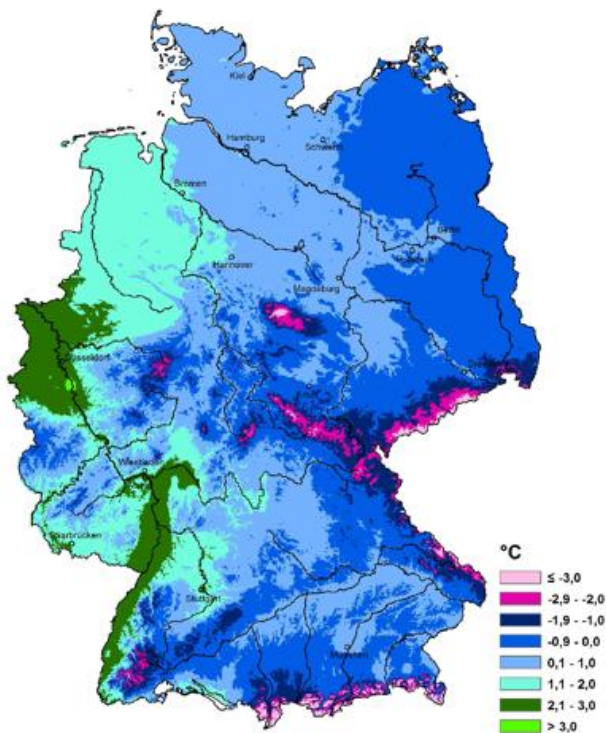 Kiel
Hamburg
Schwerin
Bremen
Berlin
Hannover
Magdeburg
Düsseldorf
Wiesbaden
Saarbrücken
Stuttgart
München
°C
≤ -3,0
-2,9 - -2,0
-1,9 - -1,0
-0,9 - 0,0
0,1 - 1,0
1,1 - 2,0
2,1 - 3,0
> 3,0